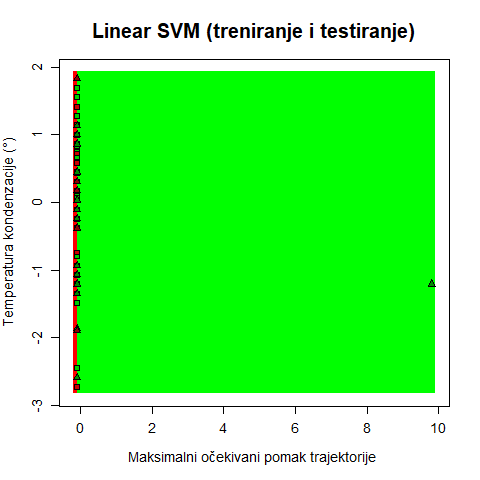 Linear SVM (treniranje i testiranje)
Temperatura kondenzacije (°)
2
1
0
-1
-2
-3
0 2 4 6 8 10
Maksimalni očekivani pomak trajektorije